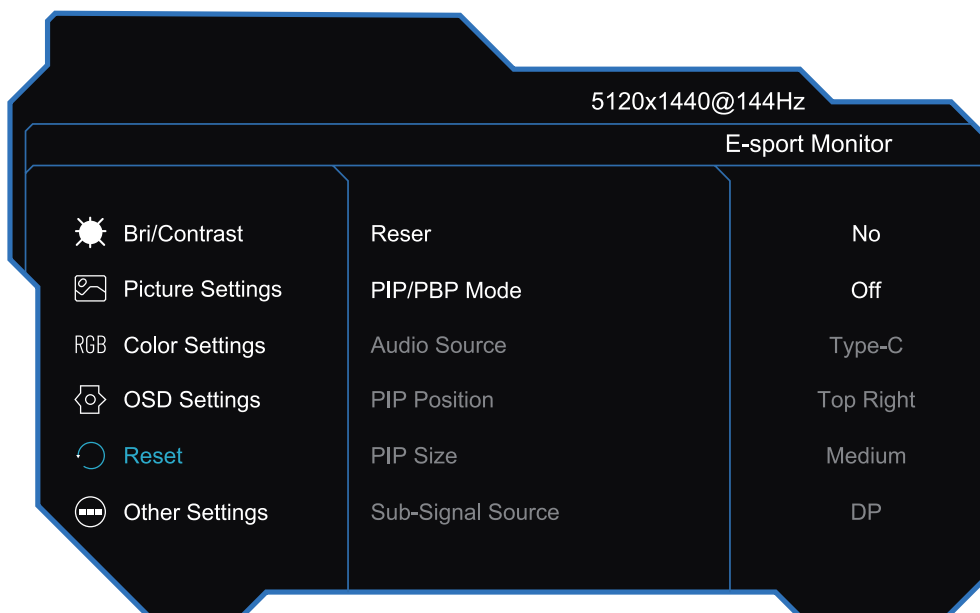 5120x1440@144Hz
E-sport Monitor
Bri/Contrast Reser No
Picture Settings PIP/PBP Mode Off
RGB Color Settings Audio Source Type-C
OSD Settings PIP Position Top Right
Reset PIP Size Medium
Other Settings Sub-Signal Source DP